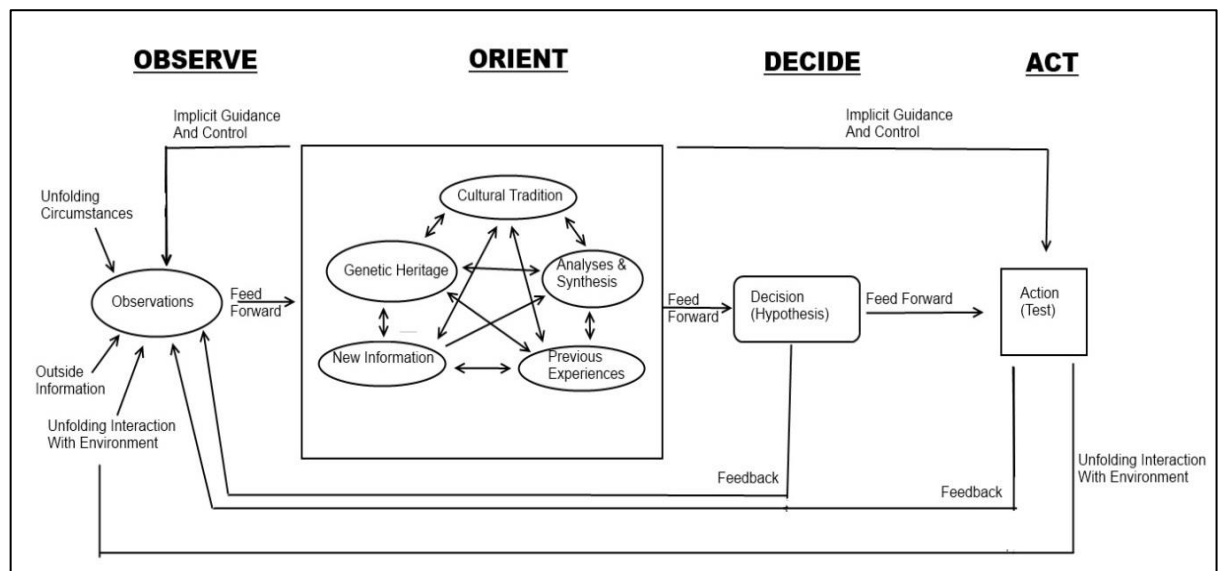 OBSERVE
ORIENT
DECIDE
ACT
Implicit Guidance
And Control
Implicit Guidance
And Control
Unfolding
Circumstances
Cultural Tradition
Genetic Heritage
Analyses &
Synthesis
Observations
Feed
Forward
Feed
Forward
Decision
(Hypothesis)
Feed Forward
Action
(Test)
New Information
Previous
Experiences
Outside
Information
Unfolding Interaction
With Environment
Feedback
Feedback
Unfolding Interaction
With Environment